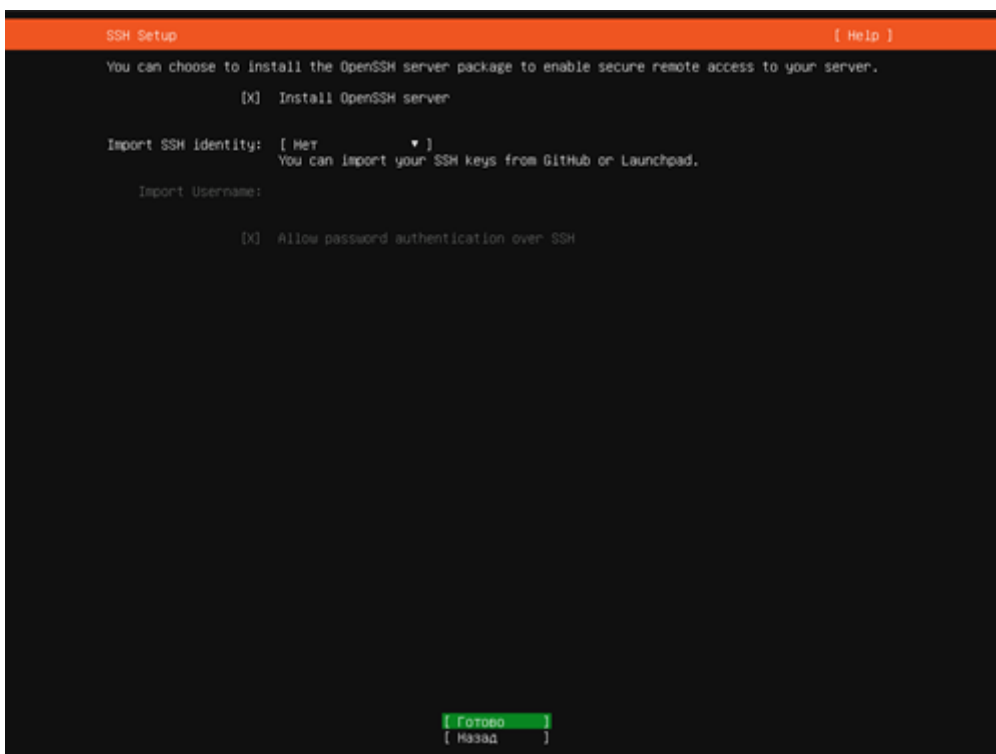 SSH Setup [ Help ]
You can choose to install the OpenSSH server package to enable secure remote access to your server.
[X] Install OpenSSH server
Import SSH identity: [ Нет ▾ ]
You can import your SSH keys from GitHub or Launchpad.
Import Username:
[X] Allow password authentication over SSH
[ Готово ]
[ Назад ]